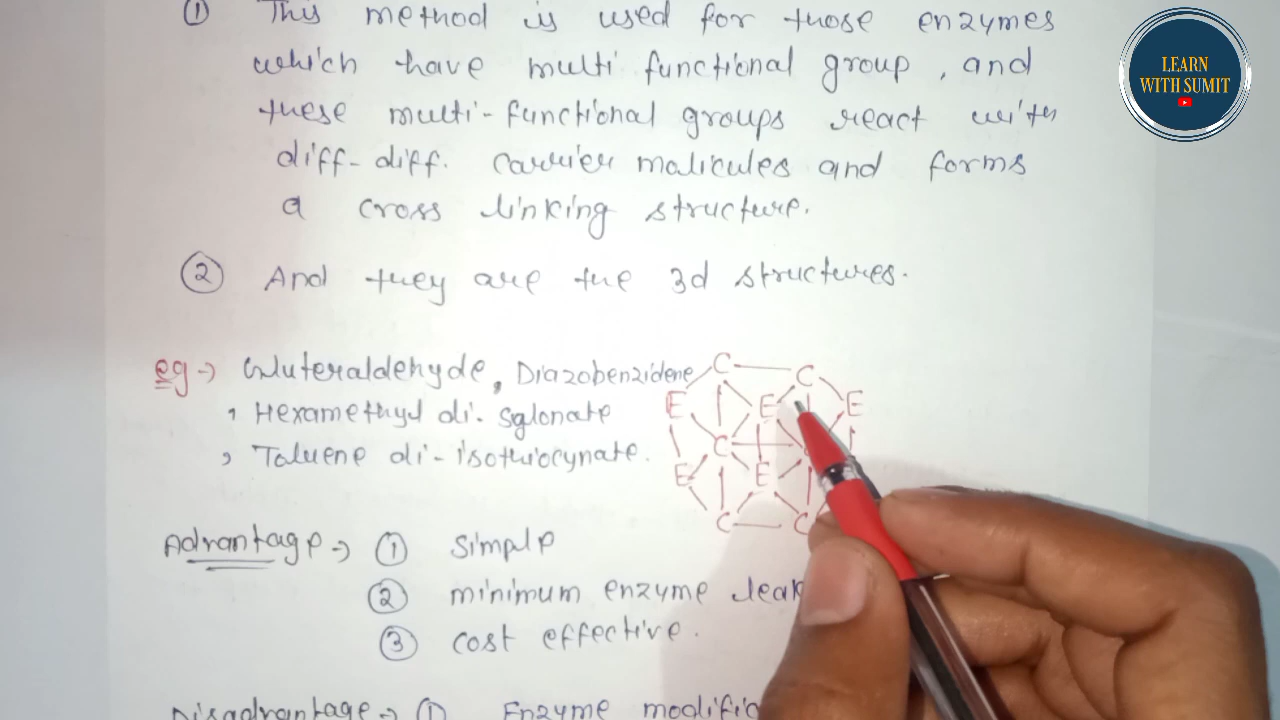 ① This method is used for those enzymes
which have multi functional group, and
these multi-functional groups react with
diff-diff. carrier malicules and forms
a cross linking structure.
② And they are the 3d structures.
eg→ Gluteraldehyde, Diazobenzidene
, Hexamethyl di-
, Toluene di-isothiocynate.
C C
E E E
C
E E
C C
Advantage → ① Simple
② minimum enzyme leak
③ cost effective.
Disadvantage → ① Enzyme modific
LEARN
WITH SUMIT